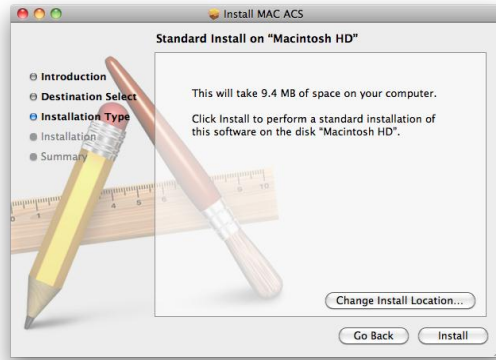 Install MAC ACS
Standard Install on “Macintosh HD”
Introduction
Destination Select
Installation Type
Installation
Summary
This will take 9.4 MB of space on your computer.
Click Install to perform a standard installation of
this software on the disk “Macintosh HD”.
Change Install Location...
Go Back
Install